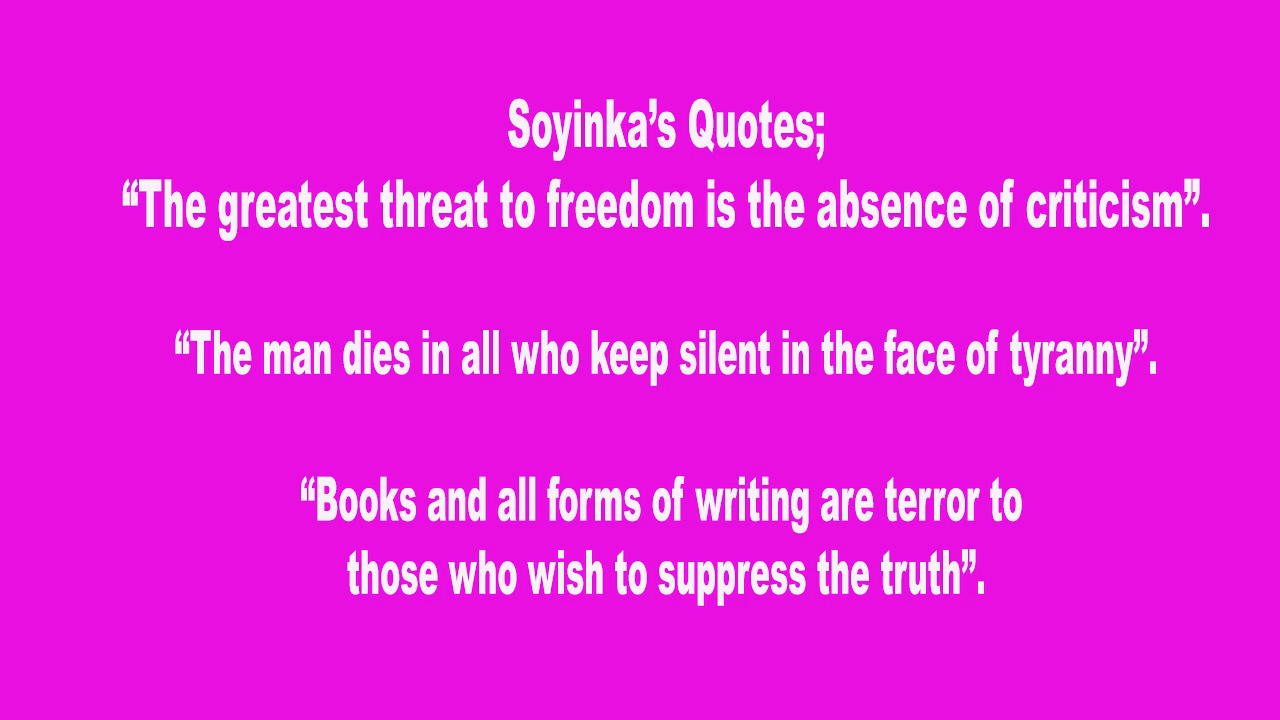 Soyinka’s Quotes;
“The greatest threat to freedom is the absence of criticism”.
“The man dies in all who keep silent in the face of tyranny”.
“Books and all forms of writing are terror to
those who wish to suppress the truth”.